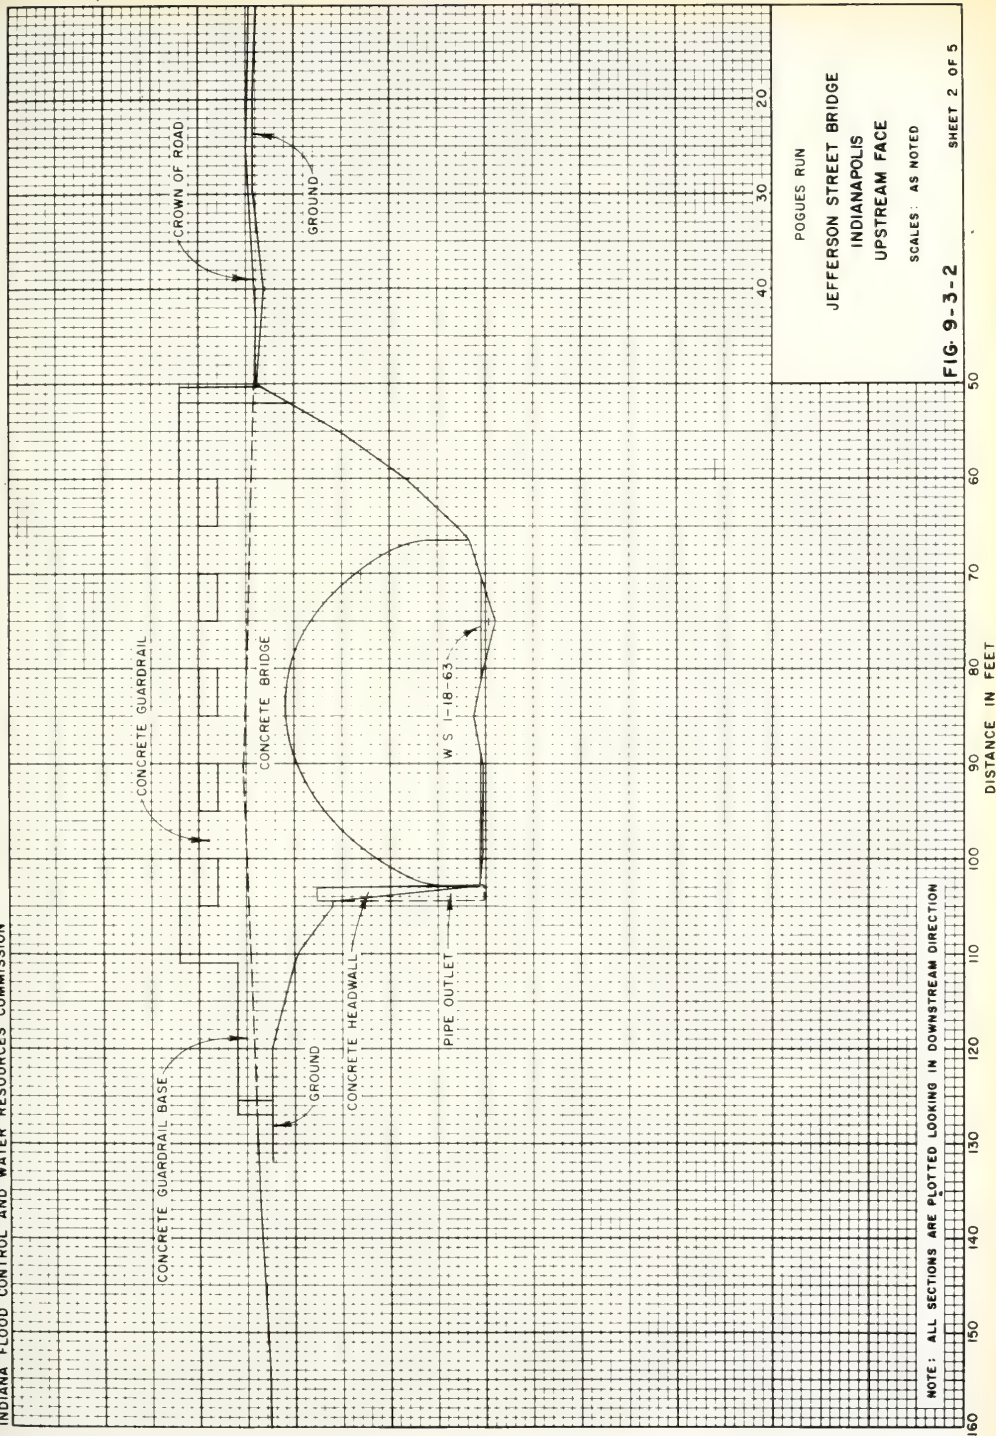 INDIANA FLOOD CONTROL AND WATER RESOURCES COMMISSION
CONCRETE GUARDRAIL
CROWN OF ROAD
CONCRETE GUARDRAIL BASE
CONCRETE BRIDGE
GROUND
GROUND
CONCRETE HEADWALL
PIPE OUTLET
W S 1-18-63
40 30 20
POGUES RUN
JEFFERSON STREET BRIDGE
INDIANAPOLIS
UPSTREAM FACE
SCALES: AS NOTED
FIG. 9-3-2 SHEET 2 OF 5
NOTE: ALL SECTIONS ARE PLOTTED LOOKING IN DOWNSTREAM DIRECTION
160 150 140 130 120 110 100 90 80 70 60 50
DISTANCE IN FEET